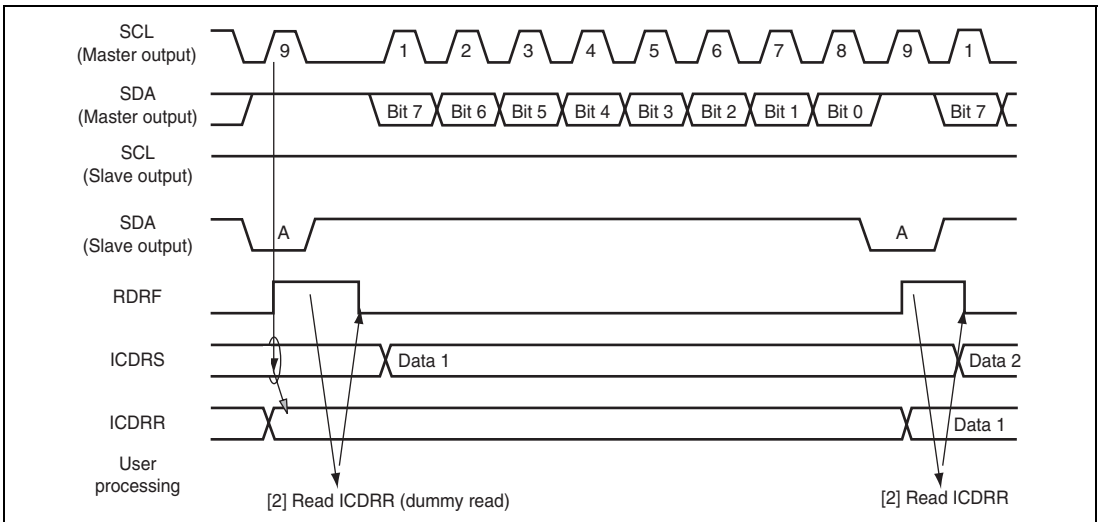 SCL
(Master output)
9 1 2 3 4 5 6 7 8 9 1
SDA
(Master output)
Bit 7 Bit 6 Bit 5 Bit 4 Bit 3 Bit 2 Bit 1 Bit 0 Bit 7
SCL
(Slave output)
SDA
(Slave output)
A A
RDRF
ICDRS
Data 1 Data 2
ICDRR
Data 1
User
processing
[2] Read ICDRR (dummy read) [2] Read ICDRR